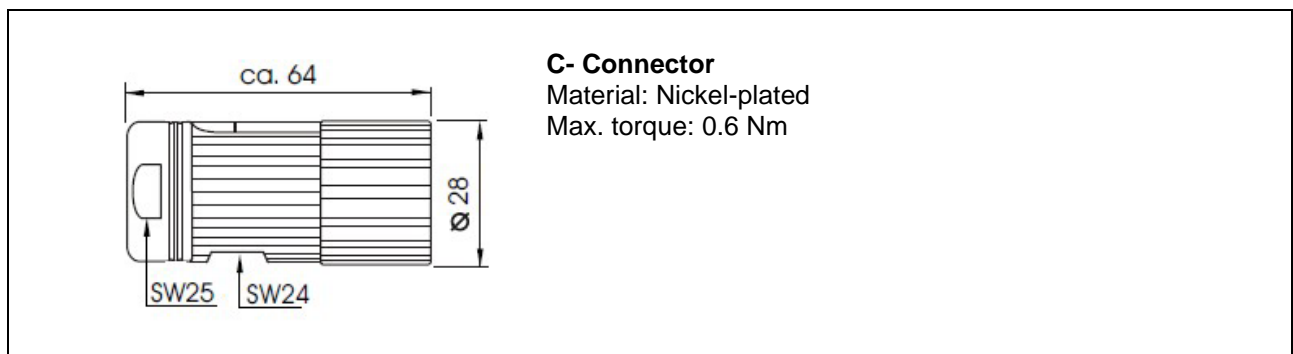 ca. 64
C- Connector
Material: Nickel-plated
Max. torque: 0.6 Nm
Ø 28
SW25
SW24